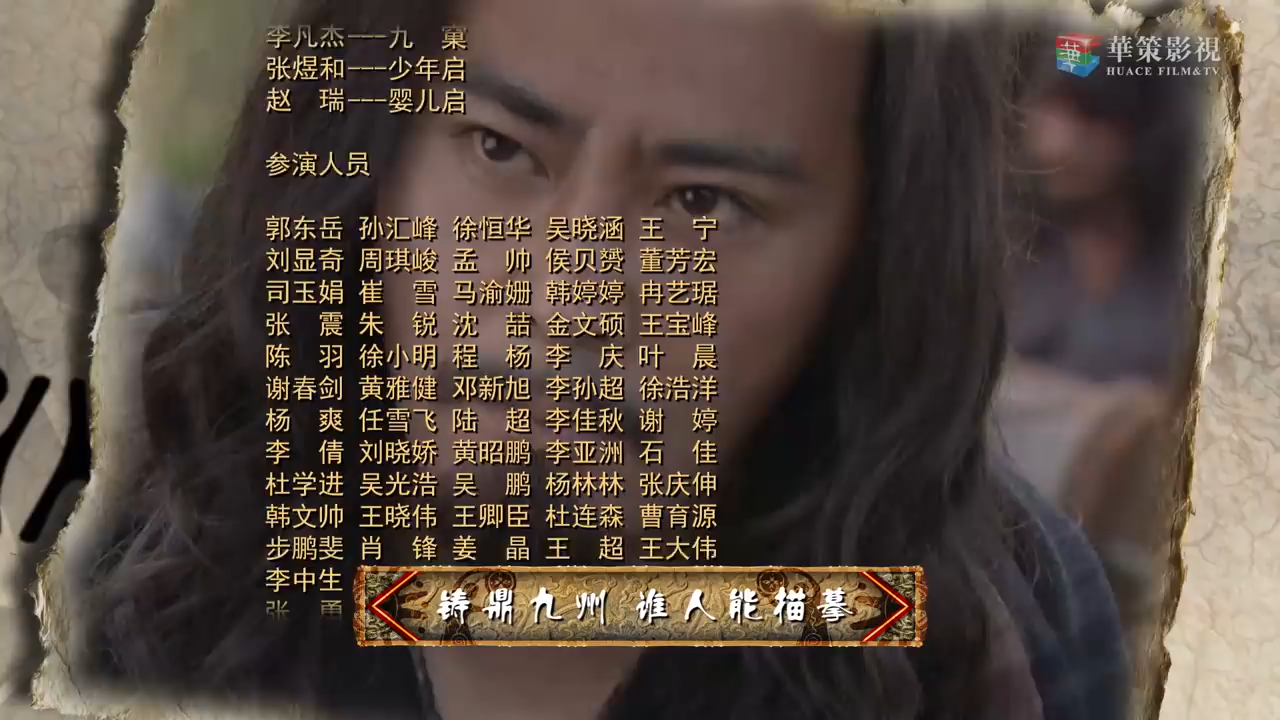 李凡杰---九　窠
张煜和---少年启
赵　瑞---婴儿启
華策影視
HUACE FILM&TV
参演人员
郭东岳 孙汇峰 徐恒华 吴晓涵 王　宁
刘显奇 周琪峻 孟　帅 侯贝赟 董芳宏
司玉娟 崔　雪 马渝姗 韩婷婷 冉艺琚
张　震 朱　锐 沈　喆 金文硕 王宝峰
陈　羽 徐小明 程　杨 李　庆 叶　晨
谢春剑 黄雅健 邓新旭 李孙超 徐浩洋
杨　爽 任雪飞 陆　超 李佳秋 谢　婷
李　倩 刘晓娇 黄昭鹏 李亚洲 石　佳
杜学进 吴光浩 吴　鹏 杨林林 张庆伸
韩文帅 王晓伟 王卿臣 杜连森 曹育源
步鹏斐 肖　锋 姜　晶 王　超 王大伟
李中生
张　勇
铸鼎九州 谁人能描摹